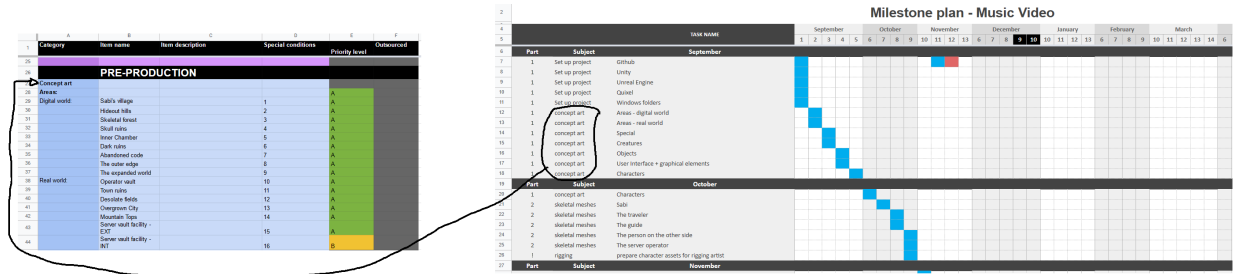 A B C D E F
1 Category Item name Item description Special conditions Priority level Outsourced
25
26 PRE-PRODUCTION
Concept art
28 Areas: A
29 Digital world Sabi's village 1 A
30 Hideout hills 2 A
31 Skeletal forest 3 A
32 Skull ruins 4 A
33 Inner Chamber 5 A
34 Dark ruins 6 A
35 Abandoned code 7 A
36 The outer edge 8 A
37 The expanded world 9 A
38 Real world Operator vault 10 A
39 Town ruins 11 A
40 Desolate fields 12 A
41 Overgrown City 13 A
42 Mountain Tops 14 A
43 Server vault facility - EXT 15 A
44 Server vault facility - INT 16 B
2 Milestone plan - Music Video
4 TASK NAME September October November December January February March
5 1 2 3 4 5 6 7 8 9 10 11 12 13 6 7 8 9 10 10 11 12 13 6 7 8 9 10 11 12 13 14 6
6 Part Subject September
7 1 Set up project Github
8 1 Set up project Unity
9 1 Set up project Unreal Engine
10 1 Set up project Quixel
11 1 Set up project Windows folders
12 1 concept art Areas - digital world
13 1 concept art Areas - real world
14 1 concept art Special
15 1 concept art Creatures
16 1 concept art Objects
17 1 concept art User Interface + graphical elements
18 1 concept art Characters
19 Part Subject October
20 1 concept art Characters
21 2 skeletal meshes Sabi
22 2 skeletal meshes The traveler
23 2 skeletal meshes The guide
24 2 skeletal meshes The person on the other side
25 2 skeletal meshes The server operator
26 1 rigging prepare character assets for rigging artist
27 Part Subject November